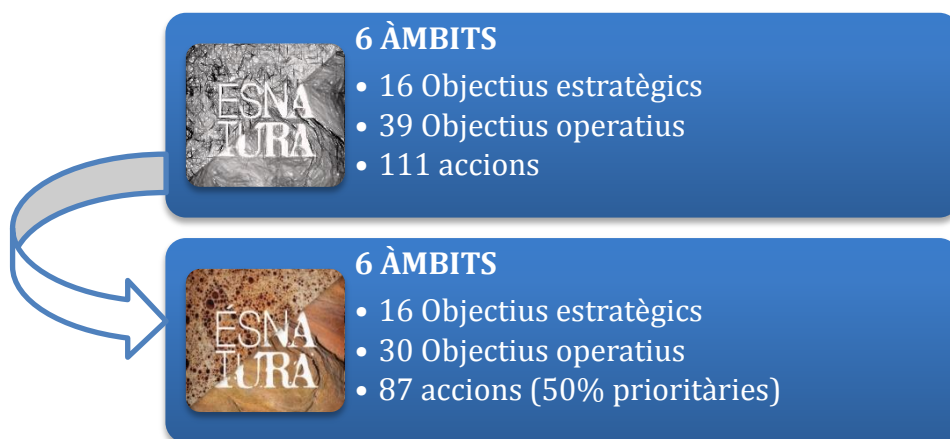 6 ÀMBITS
• 16 Objectius estratègics
• 39 Objectius operatius
• 111 accions
ÉSNA
TURA
6 ÀMBITS
• 16 Objectius estratègics
• 30 Objectius operatius
• 87 accions (50% prioritàries)
ÉSNA
TURA